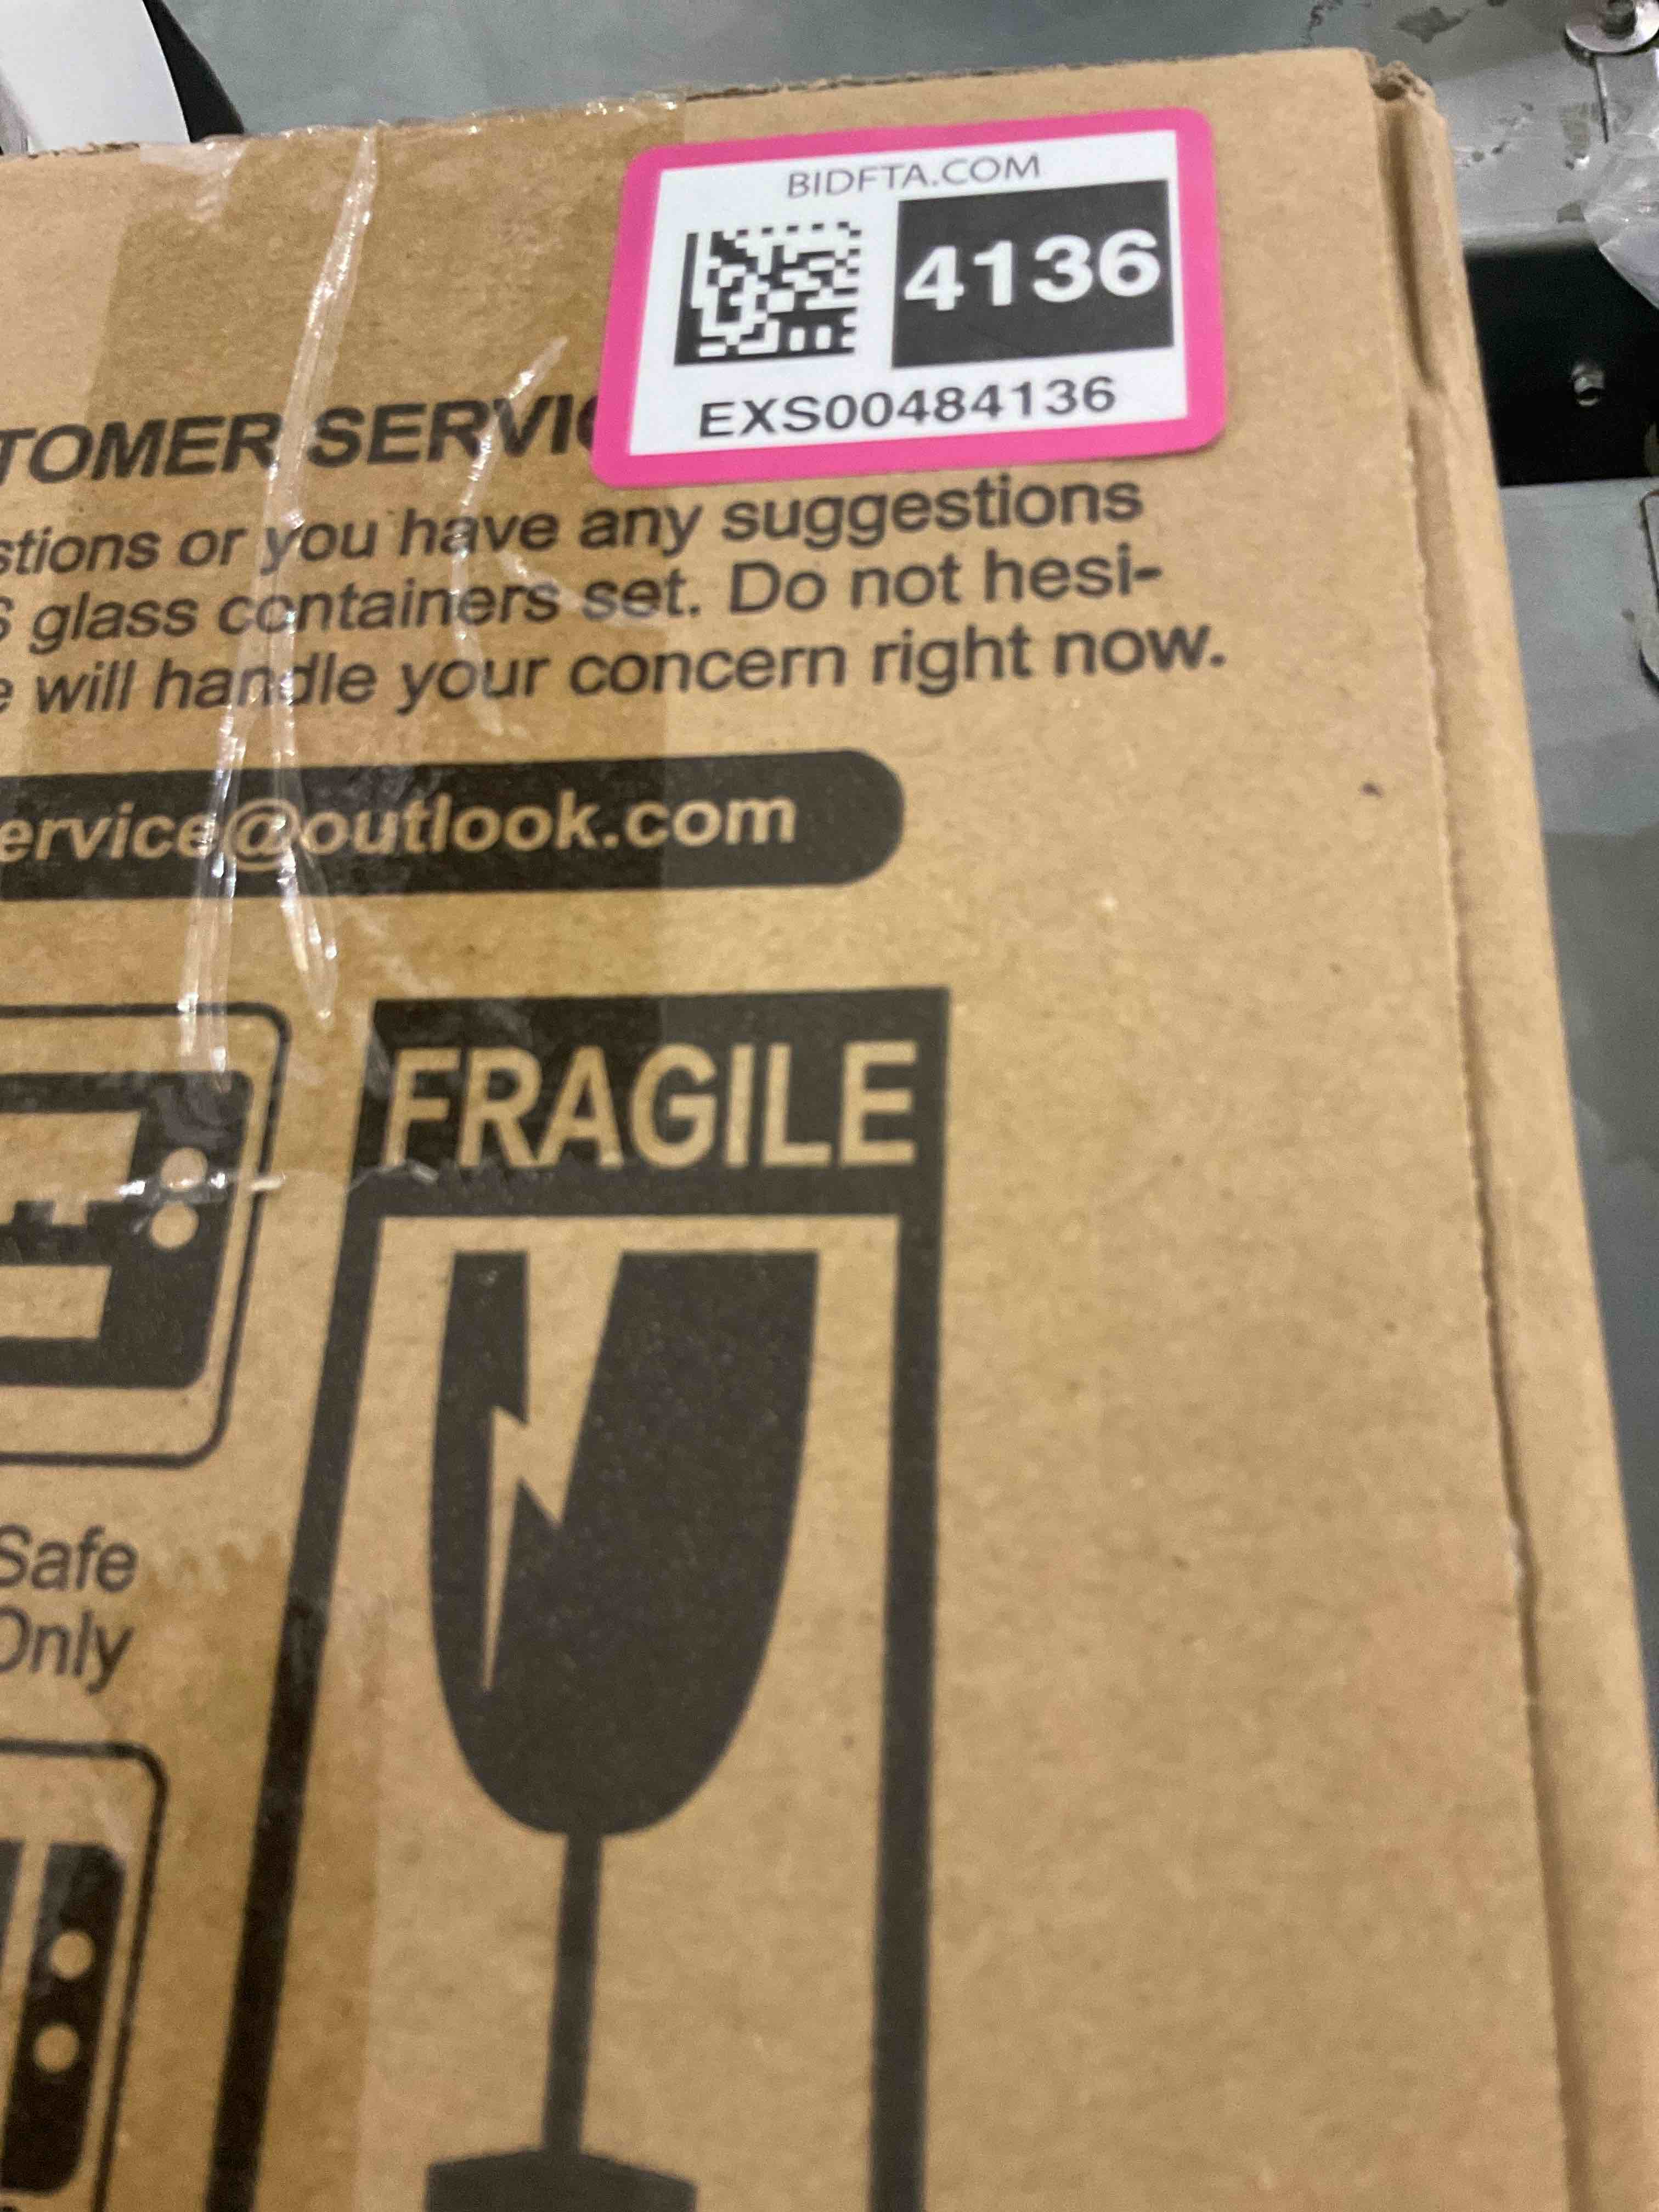 BIDFTA.COM
4136
EXS00484136
TOMER SERVIC
stions or you have any suggestions
S glass containers set. Do not hesi-
e will handle your concern right now.
ervice@outlook.com
FRAGILE
Safe
Only